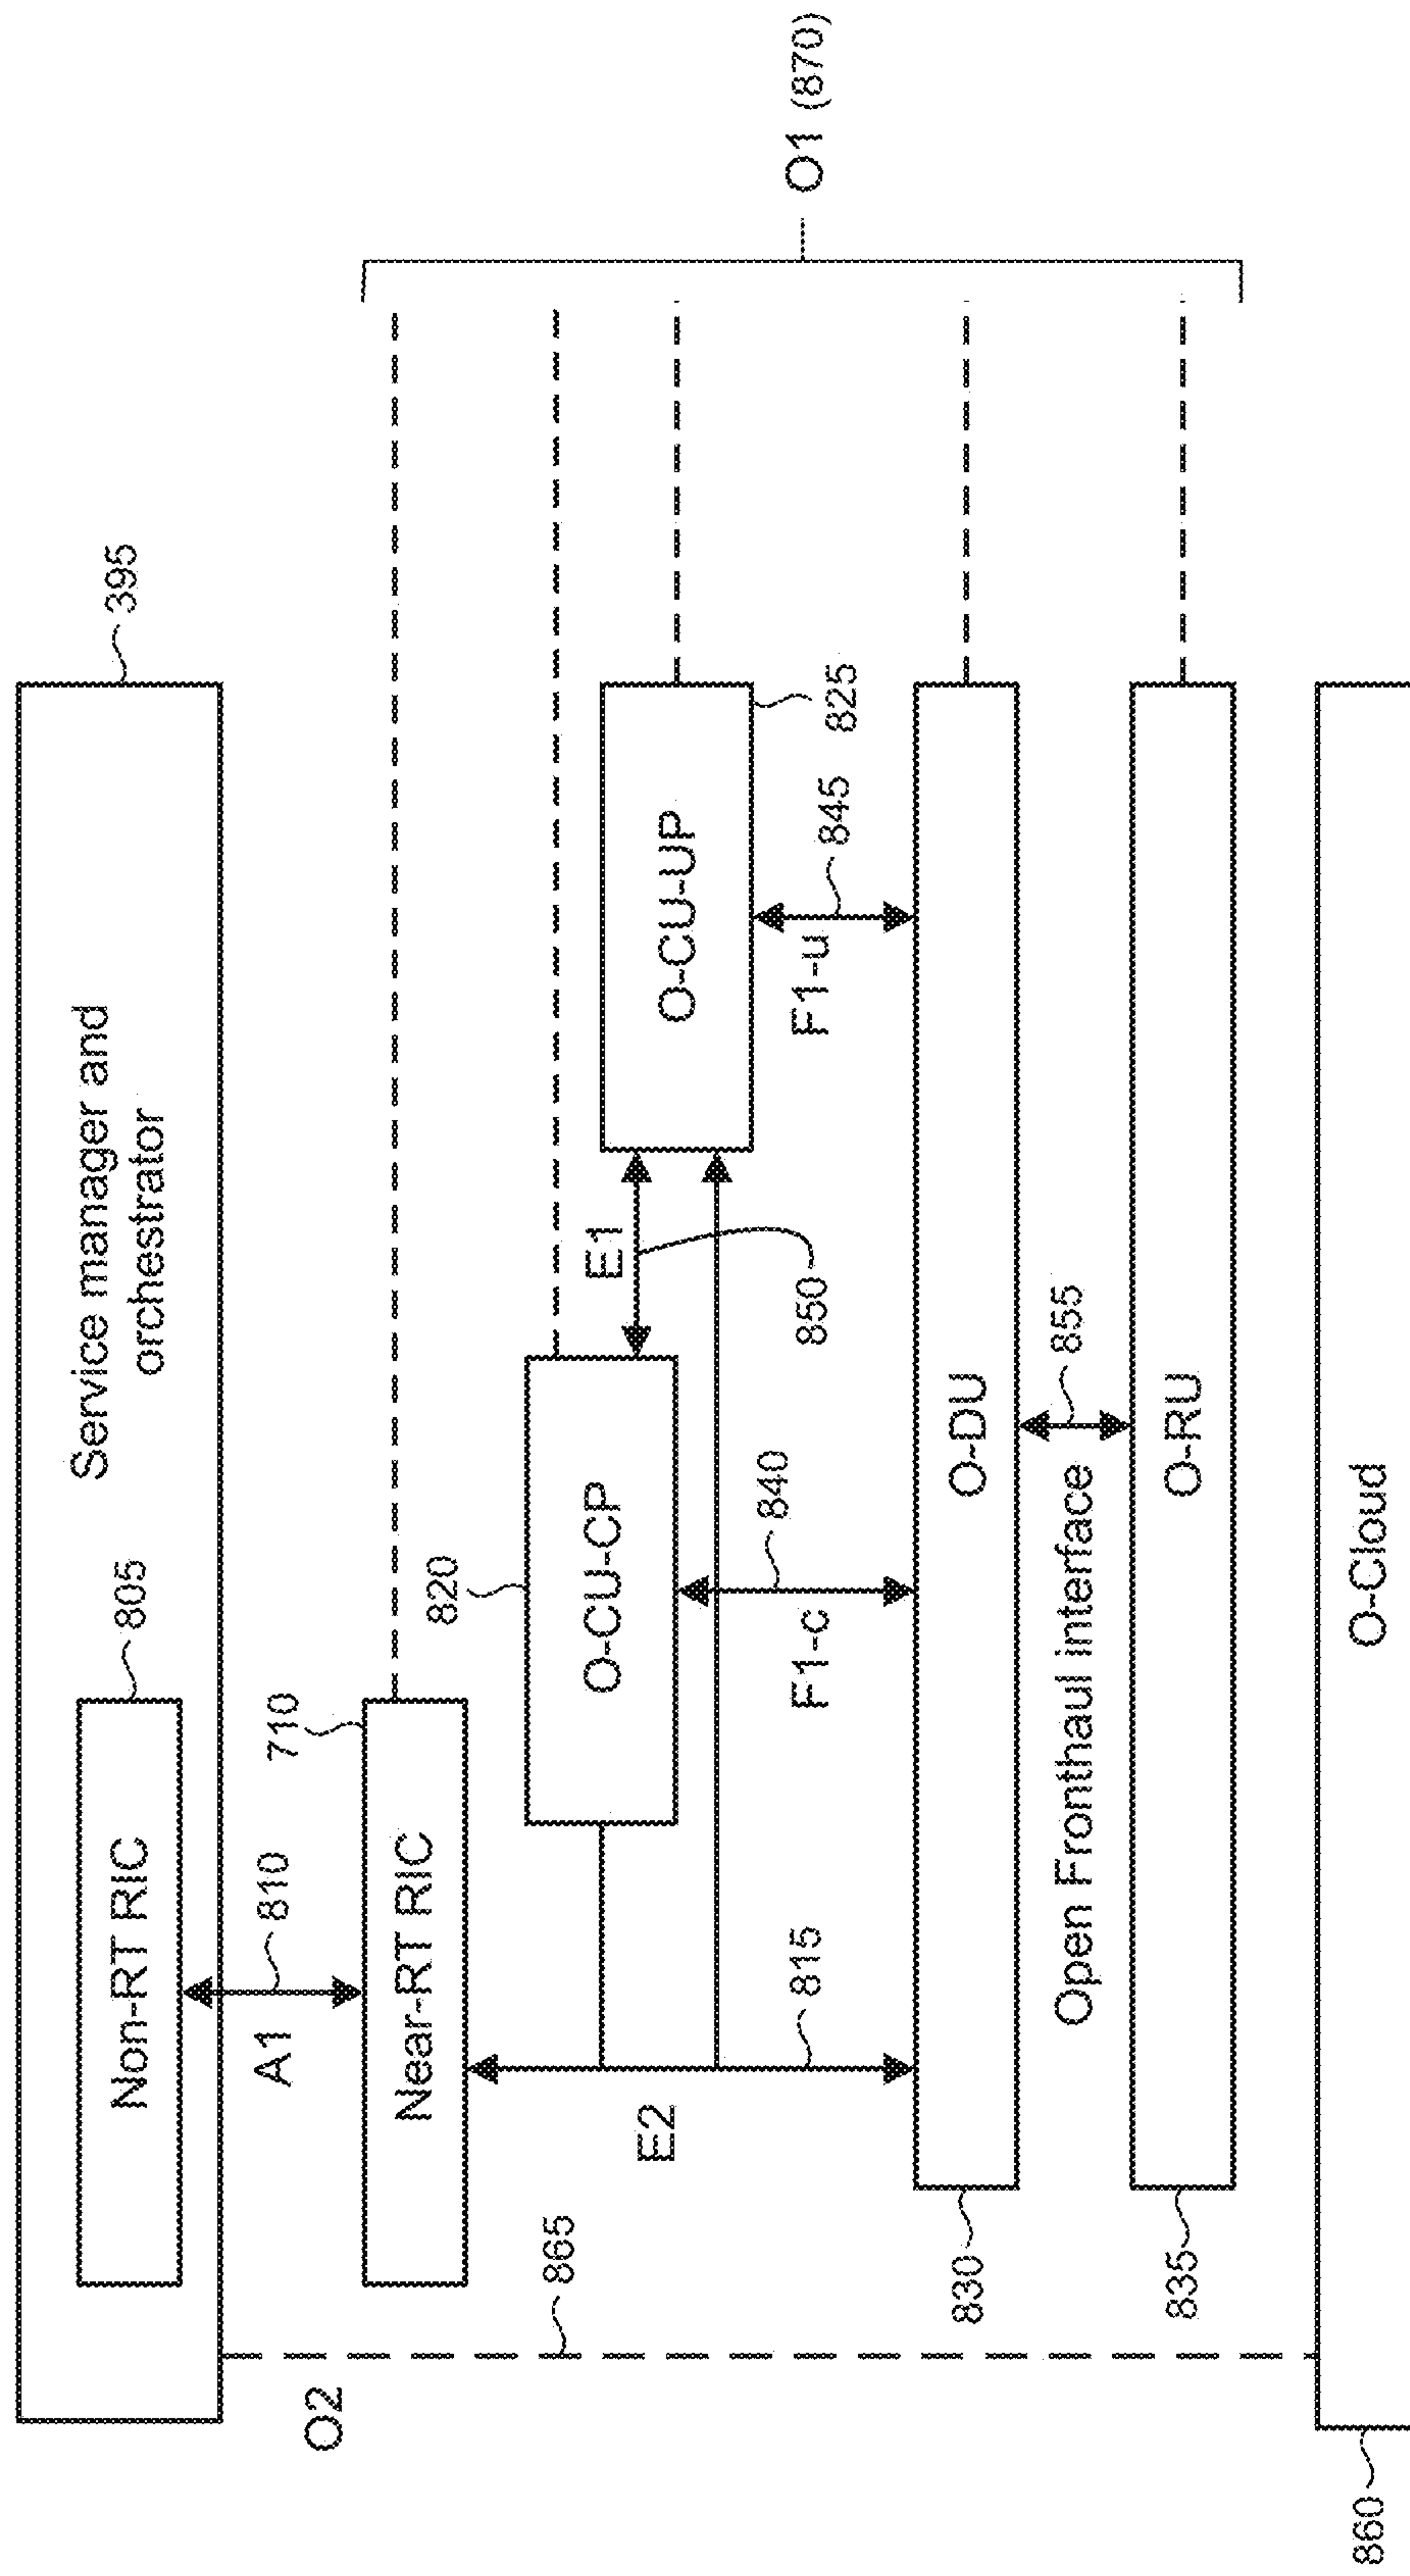 395
Service manager and
orchestrator
805
Non-RT RIC
A1
810
O2
710
Near-RT RIC
820
O-CU-CP
865
E2
E1
O-CU-UP
825
850
815
F1-c
840
F1-u
845
O1 (870)
O-DU
830
Open Fronthaul interface
855
O-RU
835
O-Cloud
860